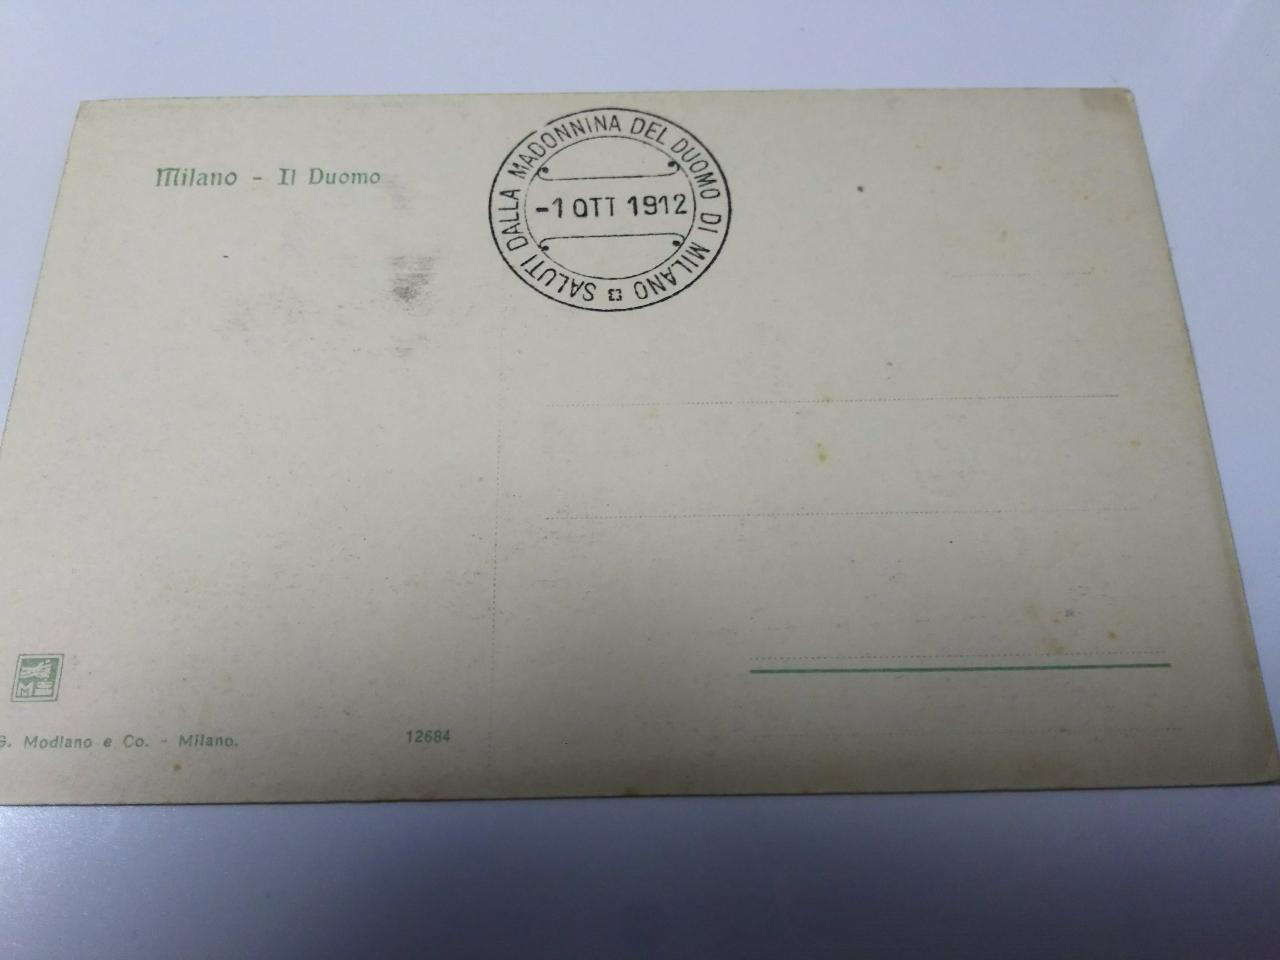 Milano - Il Duomo
SALUTI DALLA MADONNINA DEL DUOMO DI MILANO
-1 OTT 1912
G. Modiano e Co. - Milano.
12684